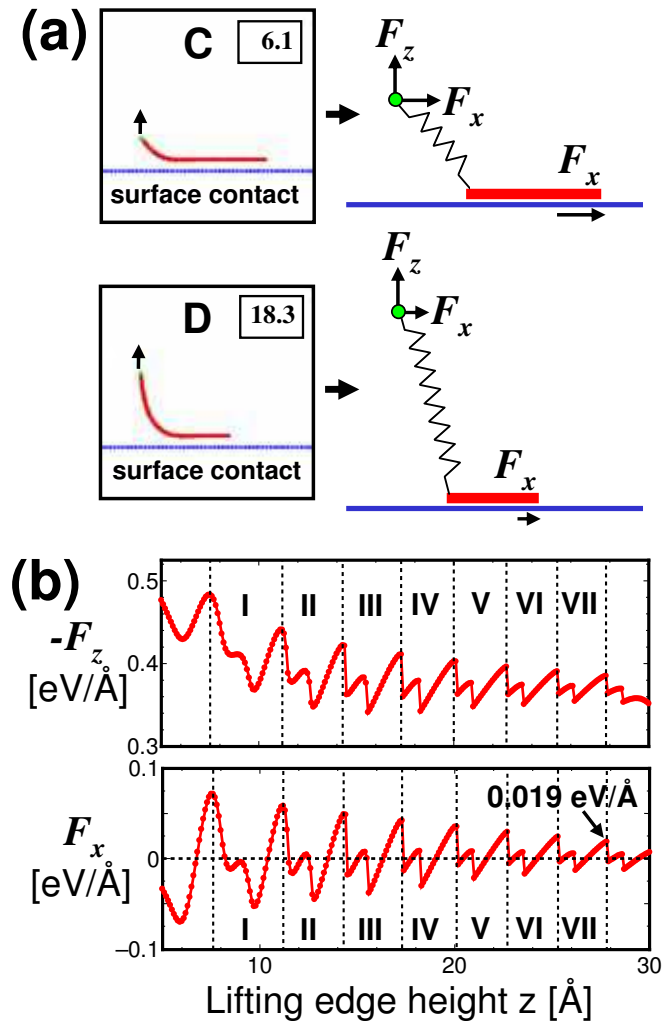 (a)
C 6.1
surface contact
F_z
F_x
F_x
D 18.3
surface contact
F_z
F_x
F_x
(b)
0.5
0.4
0.3
-F_z
[eV/Å]
I II III IV V VI VII
0.1
0
−0.1
F_x
[eV/Å]
0.019 eV/Å
I II III IV V VI VII
10 20 30
Lifting edge height z [Å]